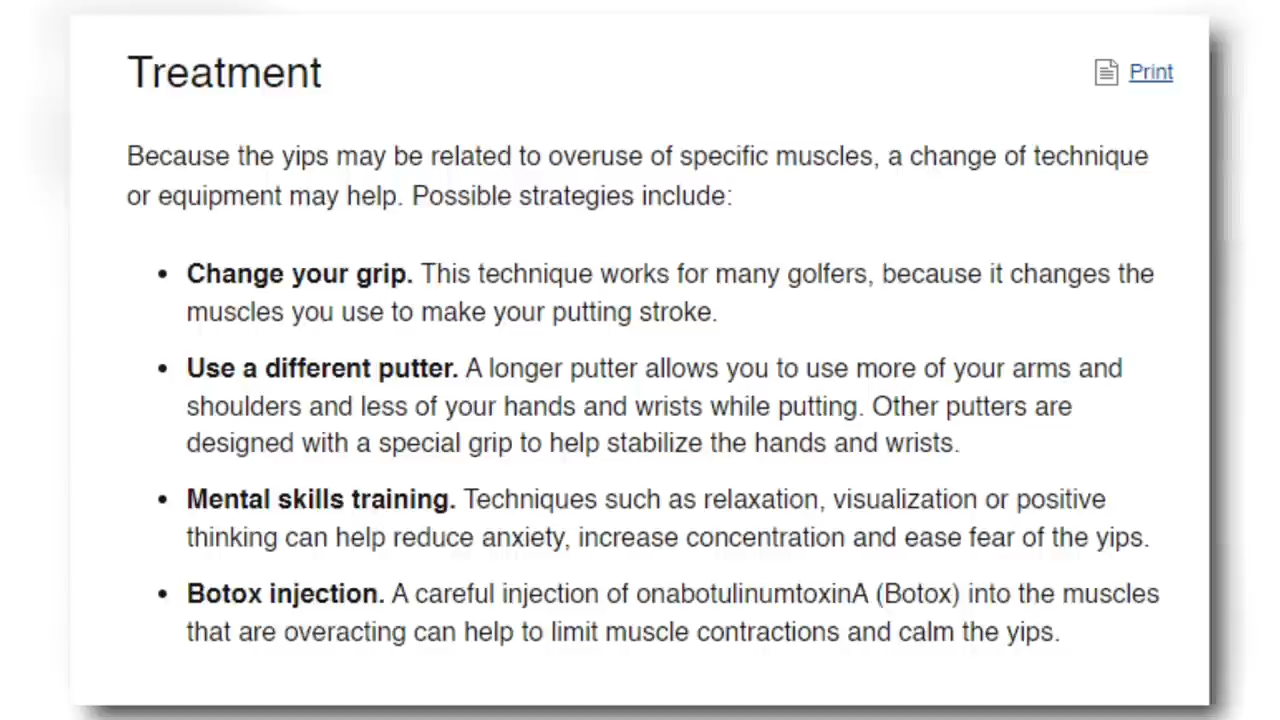 Treatment
Print
Because the yips may be related to overuse of specific muscles, a change of technique
or equipment may help. Possible strategies include:
• Change your grip. This technique works for many golfers, because it changes the
muscles you use to make your putting stroke.
• Use a different putter. A longer putter allows you to use more of your arms and
shoulders and less of your hands and wrists while putting. Other putters are
designed with a special grip to help stabilize the hands and wrists.
• Mental skills training. Techniques such as relaxation, visualization or positive
thinking can help reduce anxiety, increase concentration and ease fear of the yips.
• Botox injection. A careful injection of onabotulinumtoxinA (Botox) into the muscles
that are overacting can help to limit muscle contractions and calm the yips.